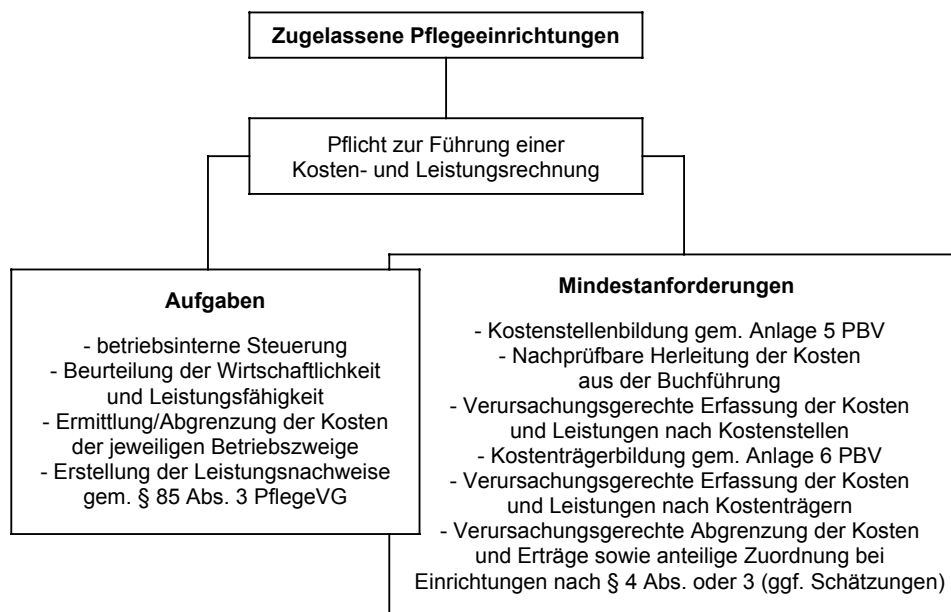 Zugelassene Pflegeeinrichtungen
Pflicht zur Führung einer
Kosten- und Leistungsrechnung
Aufgaben
- betriebsinterne Steuerung
- Beurteilung der Wirtschaftlichkeit
und Leistungsfähigkeit
- Ermittlung/Abgrenzung der Kosten
der jeweiligen Betriebszweige
- Erstellung der Leistungsnachweise
gem. § 85 Abs. 3 PflegeVG
Mindestanforderungen
- Kostenstellenbildung gem. Anlage 5 PBV
- Nachprüfbare Herleitung der Kosten
aus der Buchführung
- Verursachungsgerechte Erfassung der Kosten
und Leistungen nach Kostenstellen
- Kostenträgerbildung gem. Anlage 6 PBV
- Verursachungsgerechte Erfassung der Kosten
und Leistungen nach Kostenträgern
- Verursachungsgerechte Abgrenzung der Kosten
und Erträge sowie anteilige Zuordnung bei
Einrichtungen nach § 4 Abs. oder 3 (ggf. Schätzungen)